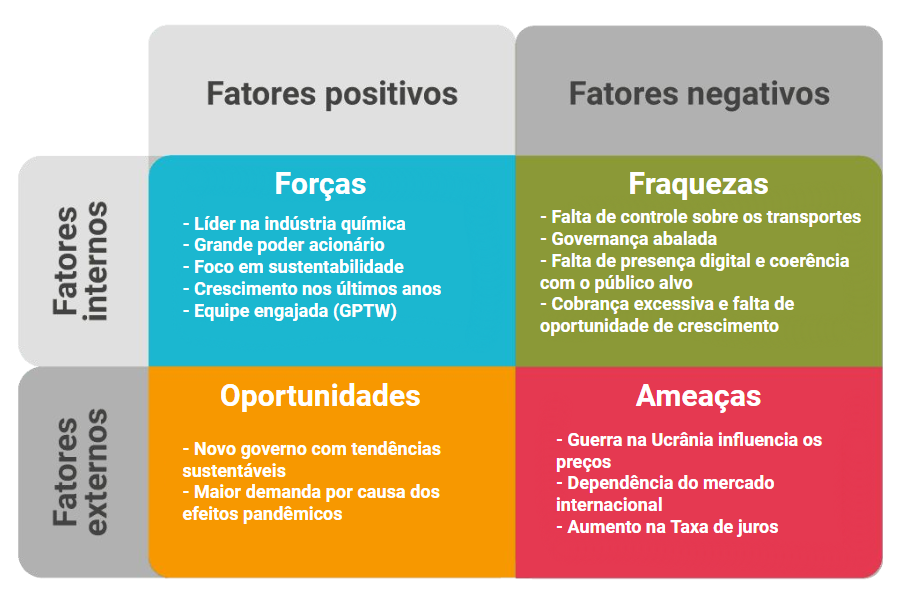 Fatores positivos
Fatores negativos
Fatores
internos
Forças
- Líder na indústria química
- Grande poder acionário
- Foco em sustentabilidade
- Crescimento nos últimos anos
- Equipe engajada (GPTW)
Fraquezas
- Falta de controle sobre os transportes
- Governança abalada
- Falta de presença digital e coerência
com o público alvo
- Cobrança excessiva e falta de
oportunidade de crescimento
Fatores
externos
Oportunidades
- Novo governo com tendências
sustentáveis
- Maior demanda por causa dos
efeitos pandêmicos
Ameaças
- Guerra na Ucrânia influencia os
preços
- Dependência do mercado
internacional
- Aumento na Taxa de juros